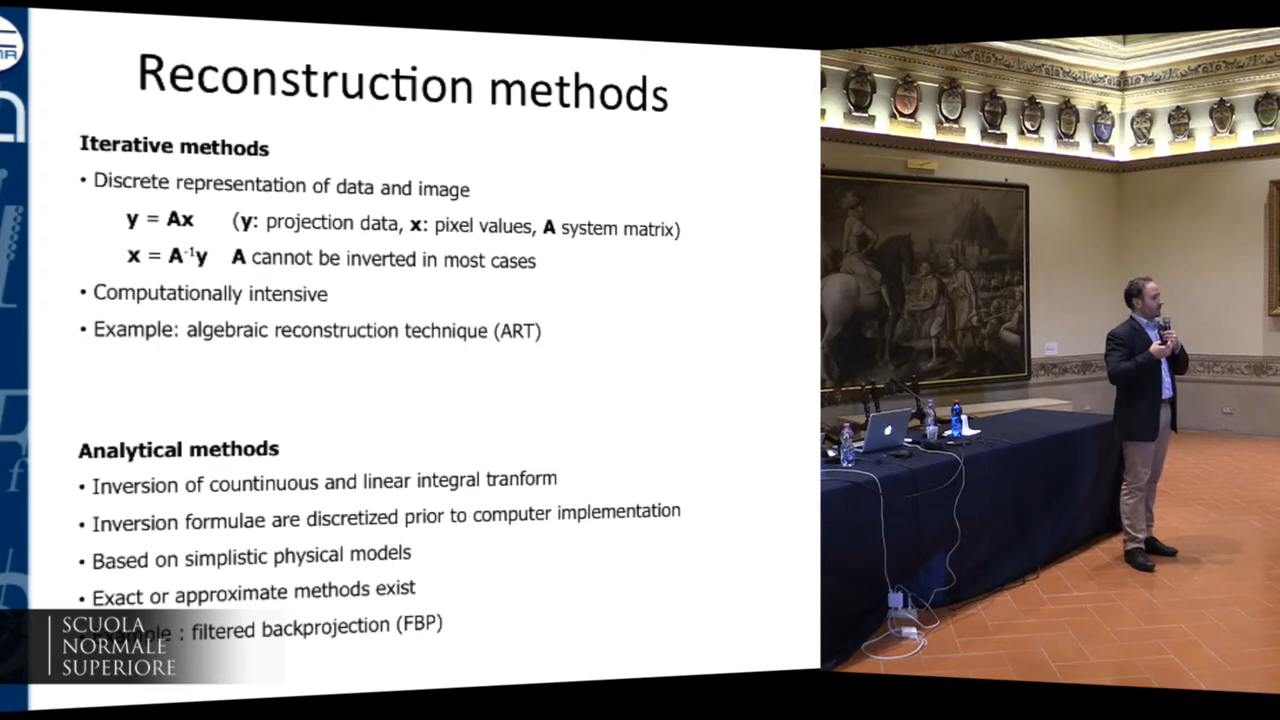 Reconstruction methods
Iterative methods
• Discrete representation of data and image
y = Ax (y: projection data, x: pixel values, A system matrix)
x = A⁻¹y A cannot be inverted in most cases
• Computationally intensive
• Example: algebraic reconstruction technique (ART)
Analytical methods
• Inversion of countinuous and linear integral tranform
• Inversion formulae are discretized prior to computer implementation
• Based on simplistic physical models
• Exact or approximate methods exist
: filtered backprojection (FBP)
SCUOLA
NORMALE
SUPERIORE